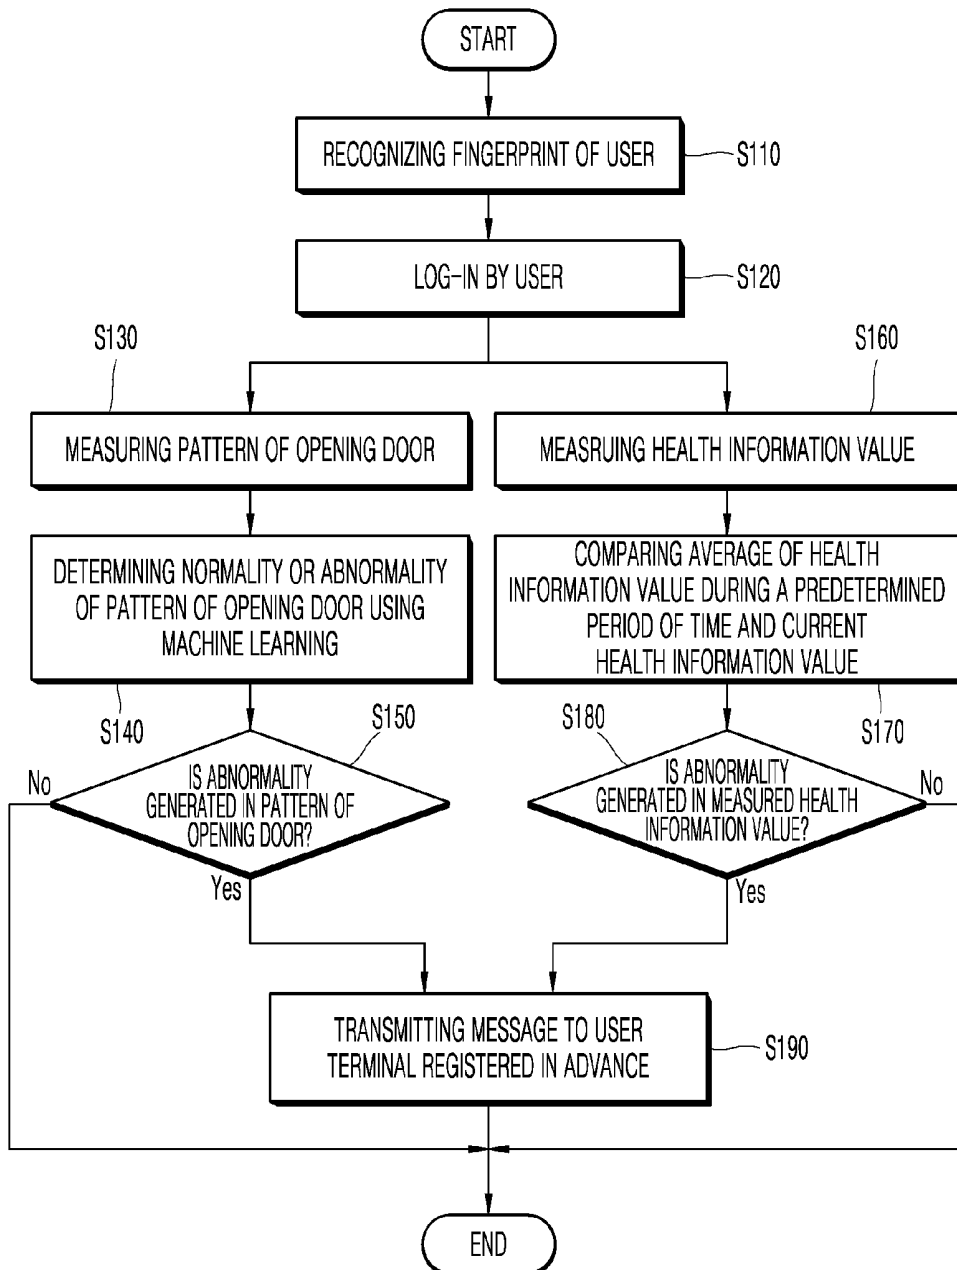 START
RECOGNIZING FINGERPRINT OF USER
S110
LOG-IN BY USER
S120
S130
S160
MEASURING PATTERN OF OPENING DOOR
MEASRUING HEALTH INFORMATION VALUE
DETERMINING NORMALITY OR ABNORMALITY
OF PATTERN OF OPENING DOOR USING
MACHINE LEARNING
COMPARING AVERAGE OF HEALTH
INFORMATION VALUE DURING A PREDETERMINED
PERIOD OF TIME AND CURRENT
HEALTH INFORMATION VALUE
S140
S150
S180
S170
No
IS ABNORMALITY
GENERATED IN PATTERN OF
OPENING DOOR?
Yes
IS ABNORMALITY
GENERATED IN MEASURED HEALTH
INFORMATION VALUE?
No
Yes
TRANSMITTING MESSAGE TO USER
TERMINAL REGISTERED IN ADVANCE
S190
END